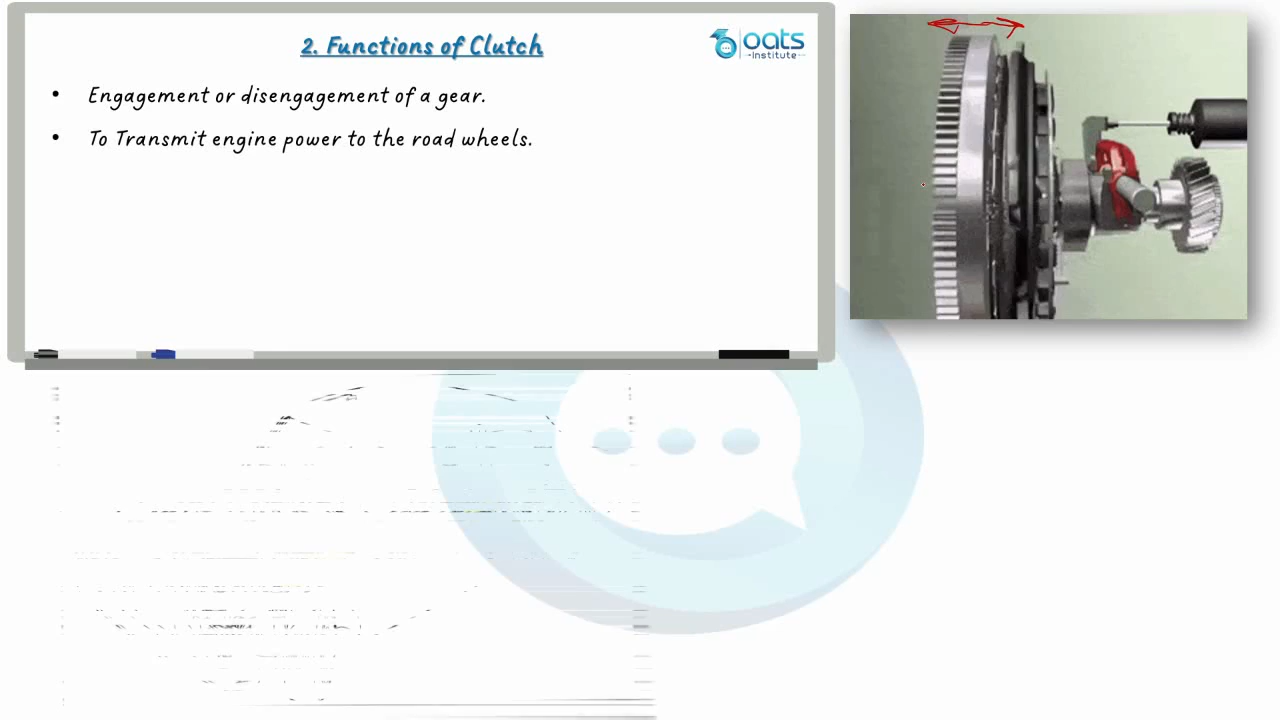 2. Functions of Clutch
oats
Institute
• Engagement or disengagement of a gear.
• To Transmit engine power to the road wheels.